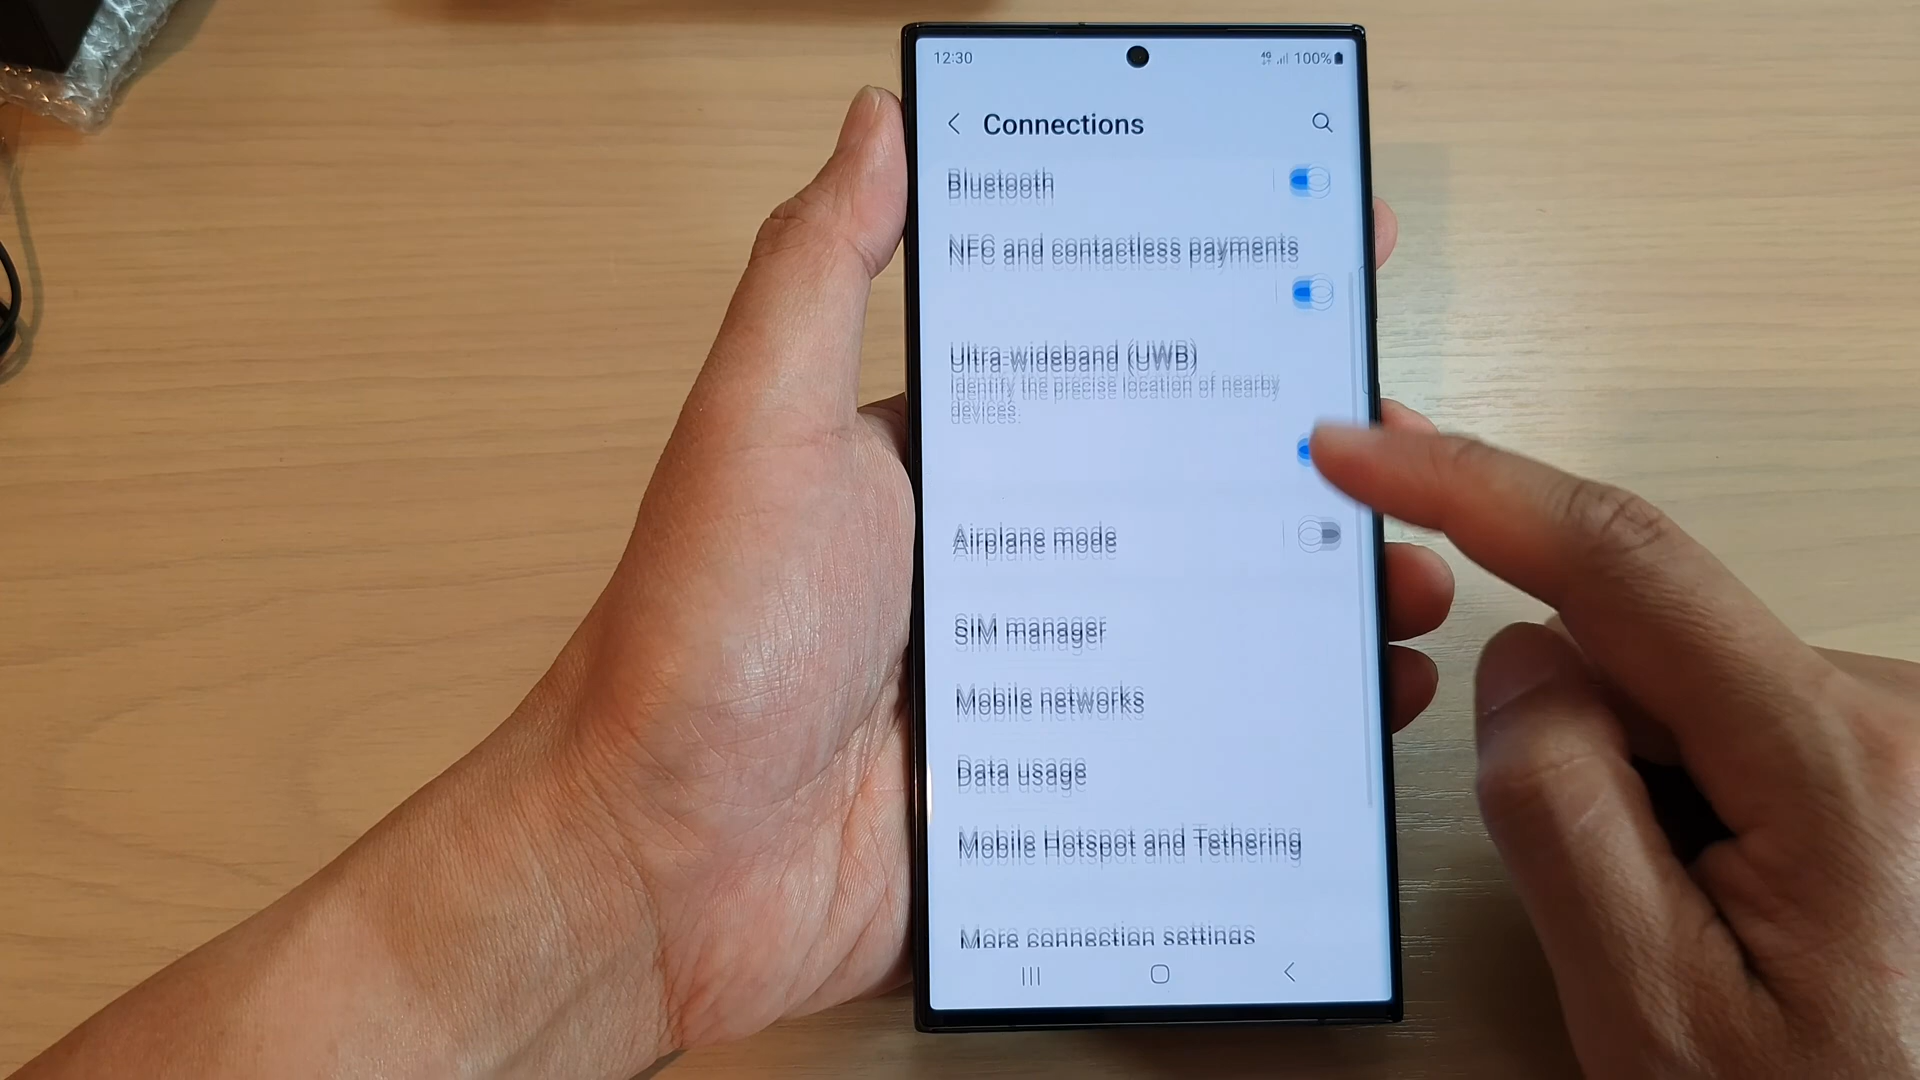 12:30
4G 100%
Connections
Bluetooth
NFC and contactless payments
Ultra-wideband (UWB)
Identify the precise location of nearby
devices.
Airplane mode
SIM manager
Mobile networks
Data usage
Mobile Hotspot and Tethering
More connection settings